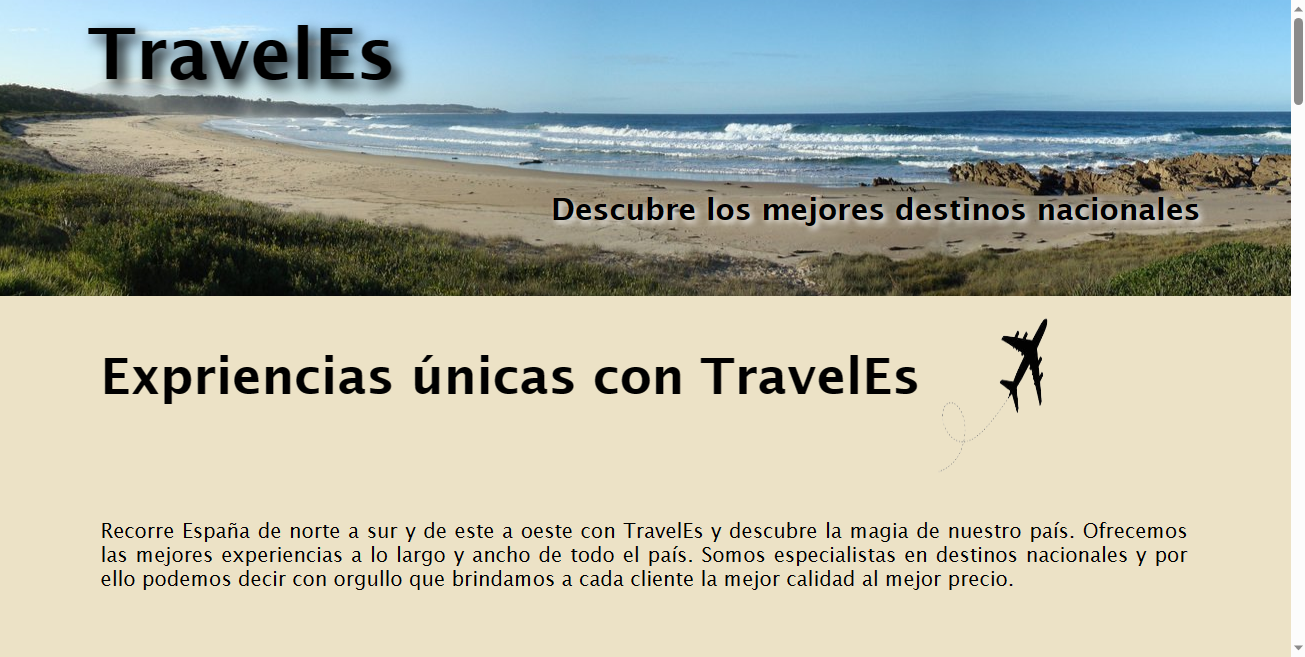 TravelEs
Descubre los mejores destinos nacionales
Expriencias únicas con TravelEs
Recorre España de norte a sur y de este a oeste con TravelEs y descubre la magia de nuestro país. Ofrecemos
las mejores experiencias a lo largo y ancho de todo el país. Somos especialistas en destinos nacionales y por
ello podemos decir con orgullo que brindamos a cada cliente la mejor calidad al mejor precio.